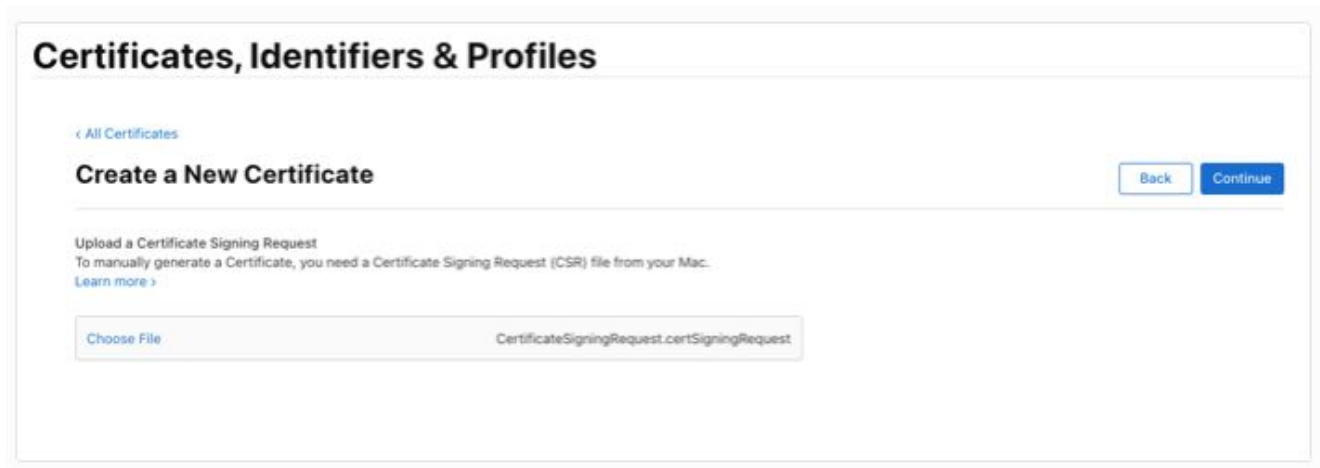 Certificates, Identifiers & Profiles
‹ All Certificates
Create a New Certificate
Back
Continue
Upload a Certificate Signing Request
To manually generate a Certificate, you need a Certificate Signing Request (CSR) file from your Mac.
Learn more ›
Choose File
CertificateSigningRequest.certSigningRequest